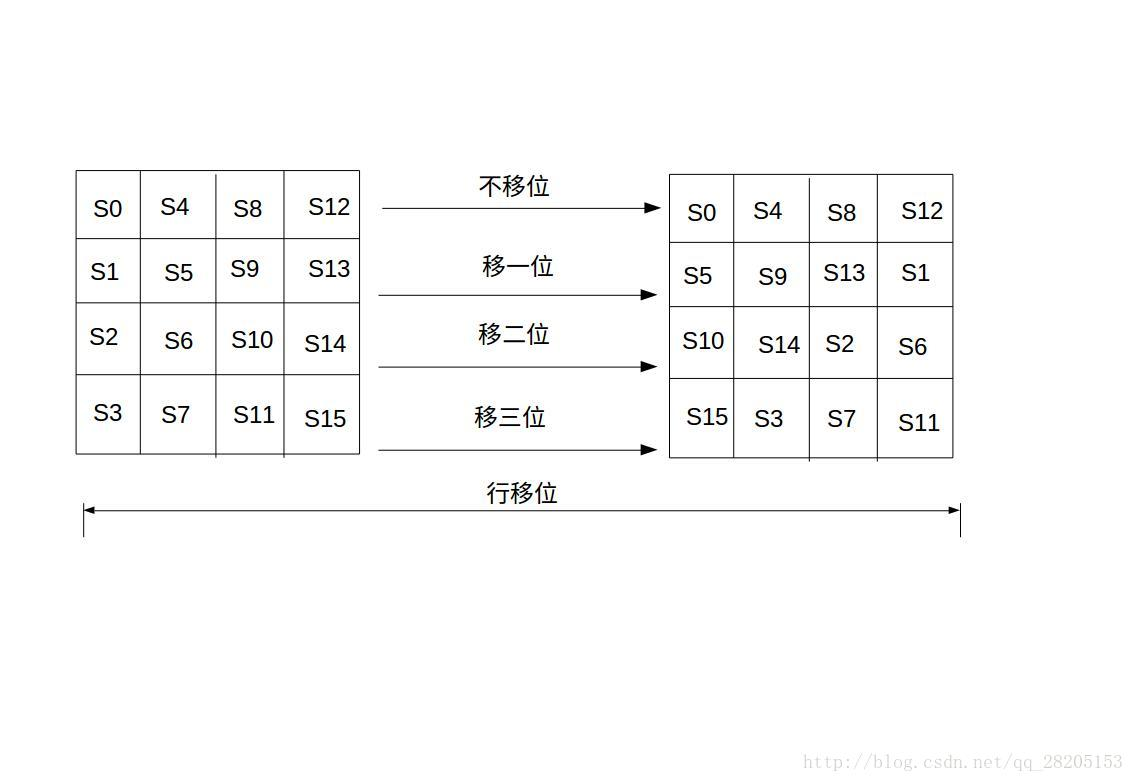 S0 S4 S8 S12 不移位 S0 S4 S8 S12
S1 S5 S9 S13 移一位 S5 S9 S13 S1
S2 S6 S10 S14 移二位 S10 S14 S2 S6
S3 S7 S11 S15 移三位 S15 S3 S7 S11
行移位
http://blog.csdn.net/qq_28205153